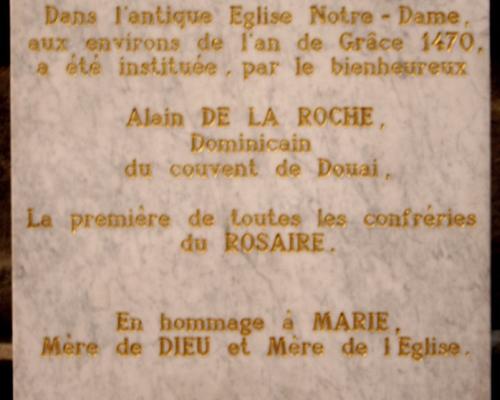 Dans l'antique Eglise Notre-Dame,
aux environs de l'an de Grâce 1470,
a été instituée, par le bienheureux
Alain DE LA ROCHE,
Dominicain
du couvent de Douai,
La première de toutes les confréries
du ROSAIRE.
En hommage à MARIE,
Mère de DIEU et Mère de l'Eglise.